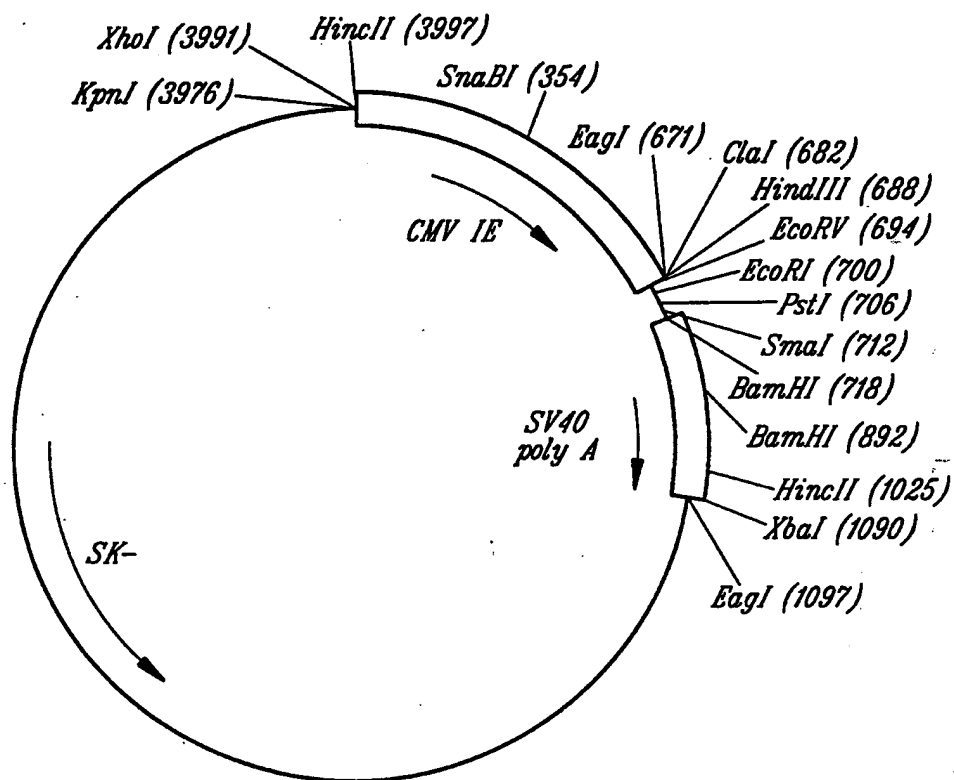 XhoI (3991)
HincII (3997)
KpnI (3976)
SnaBI (354)
EagI (671)
ClaI (682)
HindIII (688)
EcoRV (694)
EcoRI (700)
PstI (706)
SmaI (712)
BamHI (718)
BamHI (892)
HincII (1025)
XbaI (1090)
EagI (1097)
CMV IE
SV40
poly A
SK-